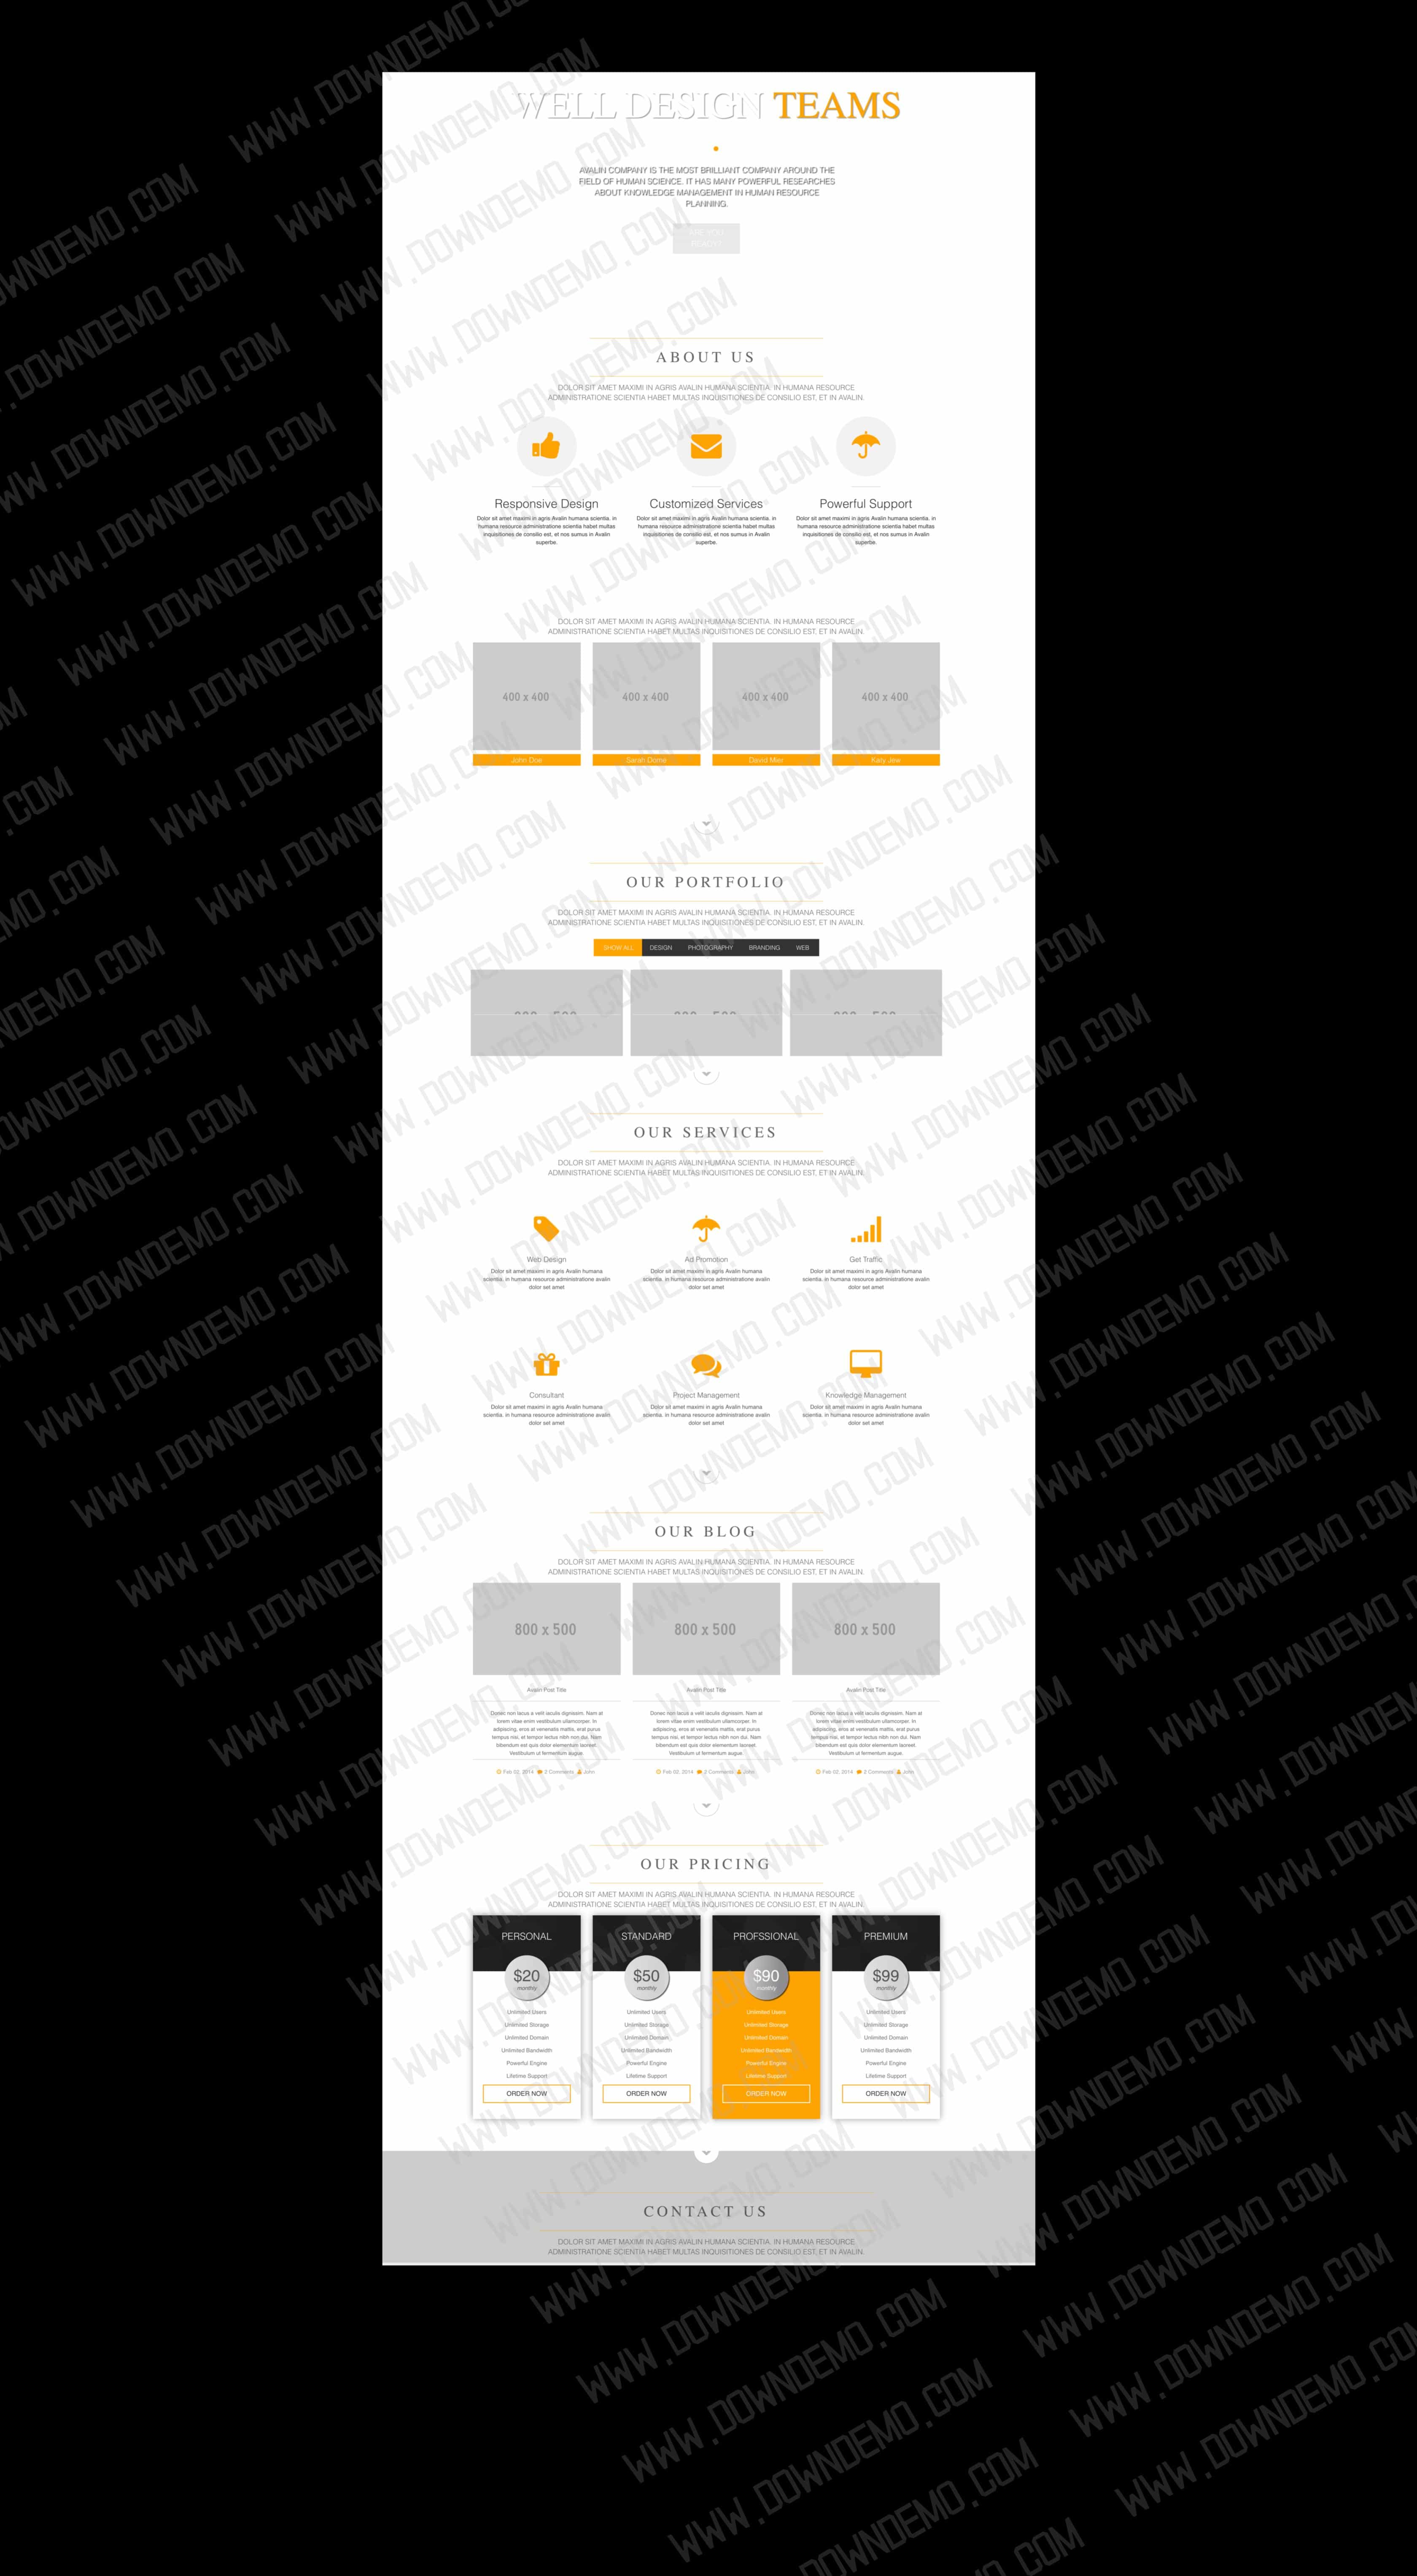 WELL DESIGN TEAMS
AVALIN COMPANY IS THE MOST BRILLIANT COMPANY AROUND THE
FIELD OF HUMAN SCIENCE. IT HAS MANY POWERFUL RESEARCHES
ABOUT KNOWLEDGE MANAGEMENT IN HUMAN RESOURCE
PLANNING.
ARE YOU
READY?
ABOUT US
DOLOR SIT AMET MAXIMI IN AGRIS AVALIN HUMANA SCIENTIA. IN HUMANA RESOURCE
ADMINISTRATIONE SCIENTIA HABET MULTAS INQUISITIONES DE CONSILIO EST, ET IN AVALIN.
Responsive Design
Dolor sit amet maximi in agris Avalin humana scientia. in
humana resource administratione scientia habet multas
inquisitiones de consilio est, et nos sumus in Avalin
superbe.
Customized Services
Dolor sit amet maximi in agris Avalin humana scientia. in
humana resource administratione scientia habet multas
inquisitiones de consilio est, et nos sumus in Avalin
superbe.
Powerful Support
Dolor sit amet maximi in agris Avalin humana scientia. in
humana resource administratione scientia habet multas
inquisitiones de consilio est, et nos sumus in Avalin
superbe.
DOLOR SIT AMET MAXIMI IN AGRIS AVALIN HUMANA SCIENTIA. IN HUMANA RESOURCE
ADMINISTRATIONE SCIENTIA HABET MULTAS INQUISITIONES DE CONSILIO EST, ET IN AVALIN.
400 x 400
400 x 400
400 x 400
400 x 400
John Doe
Sarah Dome
David Mier
Katy Jew
OUR PORTFOLIO
DOLOR SIT AMET MAXIMI IN AGRIS AVALIN HUMANA SCIENTIA. IN HUMANA RESOURCE
ADMINISTRATIONE SCIENTIA HABET MULTAS INQUISITIONES DE CONSILIO EST, ET IN AVALIN.
SHOW ALL DESIGN PHOTOGRAPHY BRANDING WEB
OUR SERVICES
DOLOR SIT AMET MAXIMI IN AGRIS AVALIN HUMANA SCIENTIA. IN HUMANA RESOURCE
ADMINISTRATIONE SCIENTIA HABET MULTAS INQUISITIONES DE CONSILIO EST, ET IN AVALIN.
Web Design
Dolor sit amet maximi in agris Avalin humana
scientia. in humana resource administratione avalin
dolor set amet
Ad Promotion
Dolor sit amet maximi in agris Avalin humana
scientia. in humana resource administratione avalin
dolor set amet
Get Traffic
Dolor sit amet maximi in agris Avalin humana
scientia. in humana resource administratione avalin
dolor set amet
Consultant
Dolor sit amet maximi in agris Avalin humana
scientia. in humana resource administratione avalin
dolor set amet
Project Management
Dolor sit amet maximi in agris Avalin humana
scientia. in humana resource administratione avalin
dolor set amet
Knowledge Management
Dolor sit amet maximi in agris Avalin humana
scientia. in humana resource administratione avalin
dolor set amet
OUR BLOG
DOLOR SIT AMET MAXIMI IN AGRIS AVALIN HUMANA SCIENTIA. IN HUMANA RESOURCE
ADMINISTRATIONE SCIENTIA HABET MULTAS INQUISITIONES DE CONSILIO EST, ET IN AVALIN.
800 x 500
800 x 500
800 x 500
Avalin Post Title
Donec non lacus a velit iaculis dignissim. Nam at
lorem vitae enim vestibulum ullamcorper. In
adipiscing, eros at venenatis mattis, erat purus
tempus nisi, at tempor lectus nibh non dui. Nam
bibendum est quis dolor elementum laoreet.
Vestibulum ut fermentum augue.
Feb 02, 2014 2 Comments John
Avalin Post Title
Donec non lacus a velit iaculis dignissim. Nam at
lorem vitae enim vestibulum ullamcorper. In
adipiscing, eros at venenatis mattis, erat purus
tempus nisi, at tempor lectus nibh non dui. Nam
bibendum est quis dolor elementum laoreet.
Vestibulum ut fermentum augue.
Feb 02, 2014 2 Comments John
Avalin Post Title
Donec non lacus a velit iaculis dignissim. Nam at
lorem vitae enim vestibulum ullamcorper. In
adipiscing, eros at venenatis mattis, erat purus
tempus nisi, at tempor lectus nibh non dui. Nam
bibendum est quis dolor elementum laoreet.
Vestibulum ut fermentum augue.
Feb 02, 2014 2 Comments John
OUR PRICING
DOLOR SIT AMET MAXIMI IN AGRIS AVALIN HUMANA SCIENTIA. IN HUMANA RESOURCE
ADMINISTRATIONE SCIENTIA HABET MULTAS INQUISITIONES DE CONSILIO EST, ET IN AVALIN.
PERSONAL
$20
monthly
Unlimited Users
Unlimited Storage
Unlimited Domain
Unlimited Bandwidth
Powerful Engine
Lifetime Support
ORDER NOW
STANDARD
$50
monthly
Unlimited Users
Unlimited Storage
Unlimited Domain
Unlimited Bandwidth
Powerful Engine
Lifetime Support
ORDER NOW
PROFSSIONAL
$90
monthly
Unlimited Users
Unlimited Storage
Unlimited Domain
Unlimited Bandwidth
Powerful Engine
Lifetime Support
ORDER NOW
PREMIUM
$99
monthly
Unlimited Users
Unlimited Storage
Unlimited Domain
Unlimited Bandwidth
Powerful Engine
Lifetime Support
ORDER NOW
CONTACT US
DOLOR SIT AMET MAXIMI IN AGRIS AVALIN HUMANA SCIENTIA. IN HUMANA RESOURCE
ADMINISTRATIONE SCIENTIA HABET MULTAS INQUISITIONES DE CONSILIO EST, ET IN AVALIN.
WWW.DOWNDEMO.COM